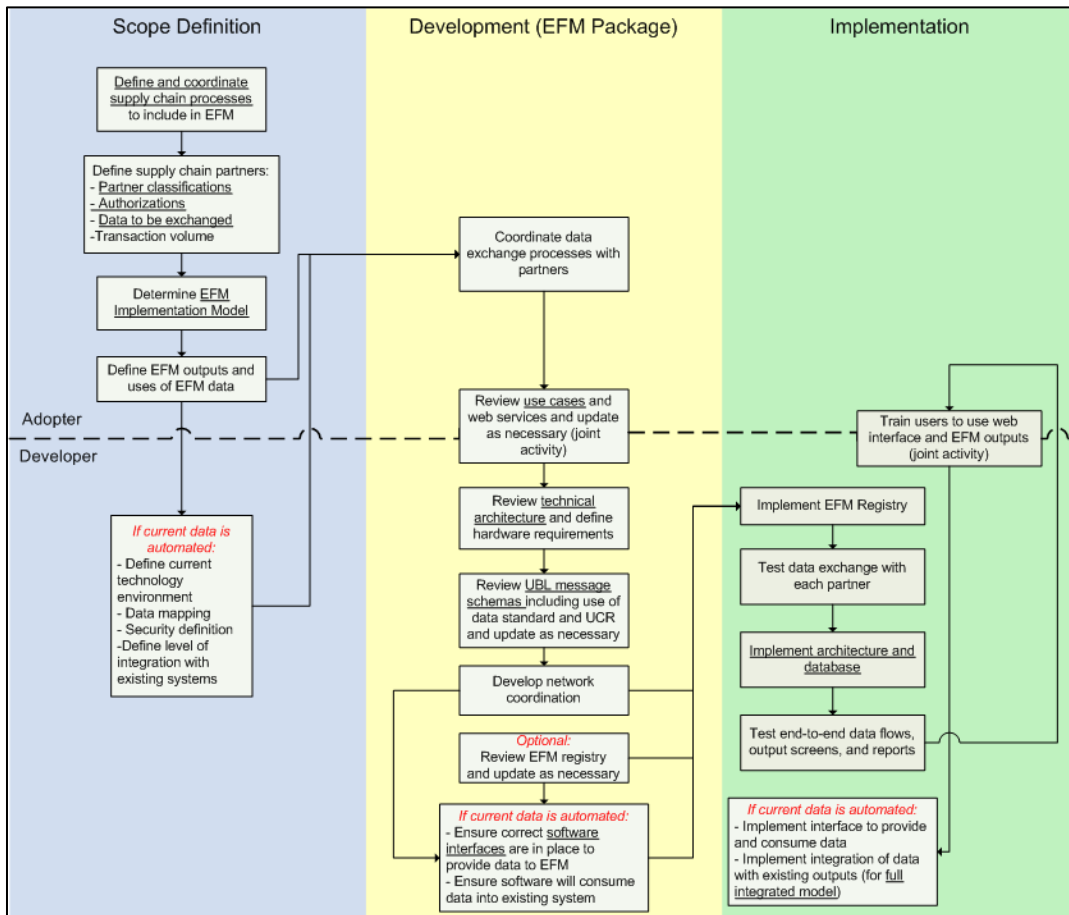 Scope Definition
Development (EFM Package)
Implementation
Define and coordinate
supply chain processes
to include in EFM
Define supply chain partners:
- Partner classifications
- Authorizations
- Data to be exchanged
-Transaction volume
Determine EFM
Implementation Model
Define EFM outputs and
uses of EFM data
Adopter
Developer
If current data is
automated:
- Define current
technology
environment
- Data mapping
- Security definition
-Define level of
integration with
existing systems
Coordinate data
exchange processes with
partners
Review use cases and
web services and update
as necessary (joint
activity)
Review technical
architecture and define
hardware requirements
Review UBL message
schemas including use of
data standard and UCR
and update as necessary
Develop network
coordination
Optional:
Review EFM registry
and update as necessary
If current data is automated:
- Ensure correct software
interfaces are in place to
provide data to EFM
- Ensure software will consume
data into existing system
Train users to use web
interface and EFM outputs
(joint activity)
Implement EFM Registry
Test data exchange with
each partner
Implement architecture and
database
Test end-to-end data flows,
output screens, and reports
If current data is automated:
- Implement interface to provide
and consume data
- Implement integration of data
with existing outputs (for full
integrated model)